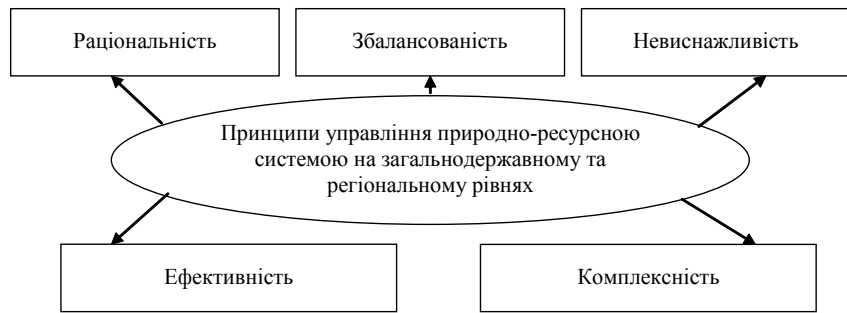 Раціональність
Збалансованість
Невиснажливість
Принципи управління природно-ресурсною
системою на загальнодержавному та
регіональному рівнях
Ефективність
Комплексність